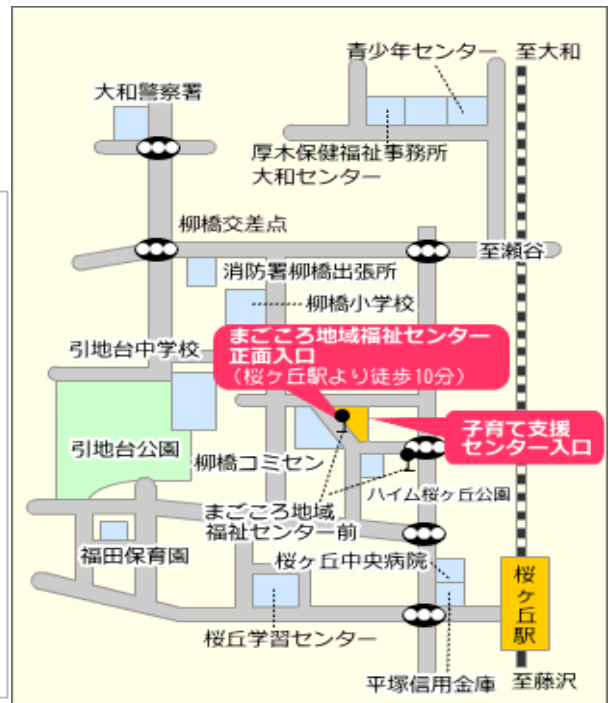 青少年センター
至大和
大和警察署
厚木保健福祉事務所
大和センター
柳橋交差点
至瀬谷
消防署柳橋出張所
柳橋小学校
まごころ地域福祉センター
正面入口
(桜ヶ丘駅より徒歩10分)
引地台中学校
子育て支援
センター入口
引地台公園
柳橋コミセン
ハイム桜ヶ丘公園
まごころ地域
福祉センター前
福田保育園
桜ヶ丘中央病院
桜ヶ丘駅
桜丘学習センター
平塚信用金庫
至藤沢